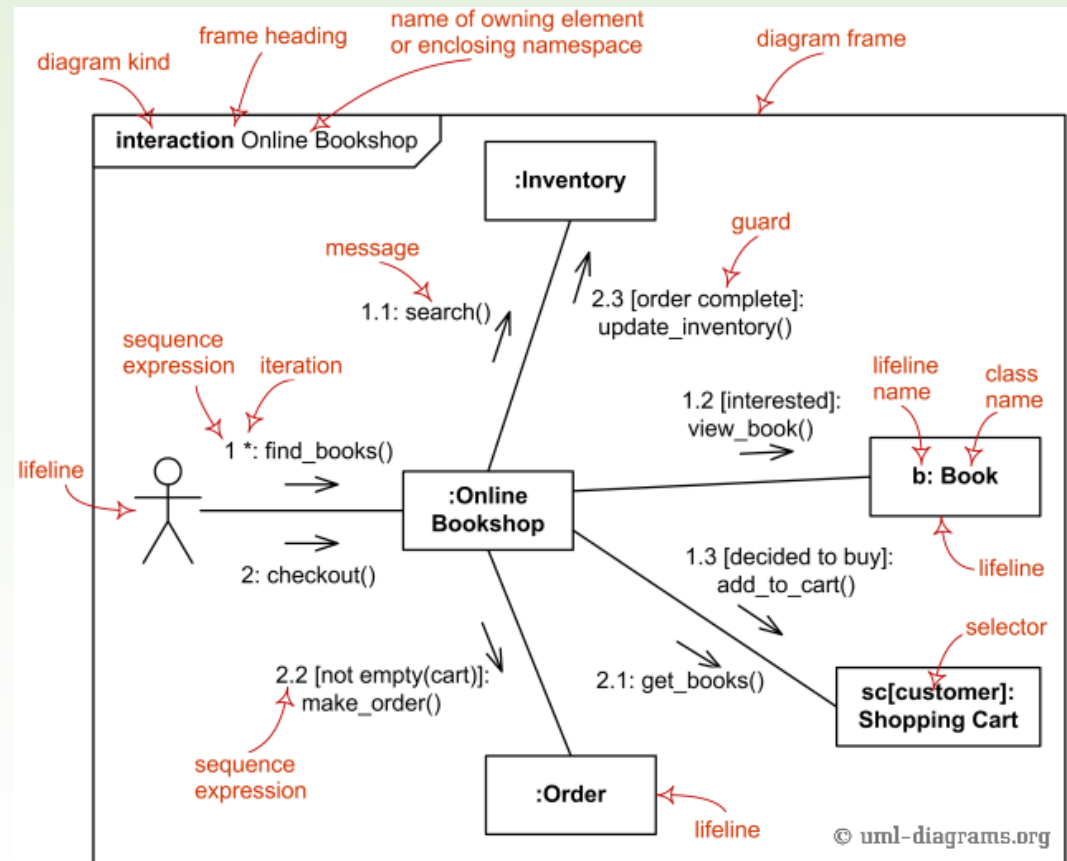 name of owning element
or enclosing namespace
frame heading
diagram frame
diagram kind
interaction Online Bookshop
:Inventory
guard
message
2.3 [order complete]:
update_inventory()
1.1: search()
sequence
expression
iteration
lifeline
name
class
name
1.2 [interested]:
view_book()
1 *: find_books()
lifeline
b: Book
:Online
Bookshop
1.3 [decided to buy]:
add_to_cart()
lifeline
2: checkout()
selector
2.2 [not empty(cart)]:
make_order()
2.1: get_books()
sc[customer]:
Shopping Cart
sequence
expression
:Order
lifeline
© uml-diagrams.org